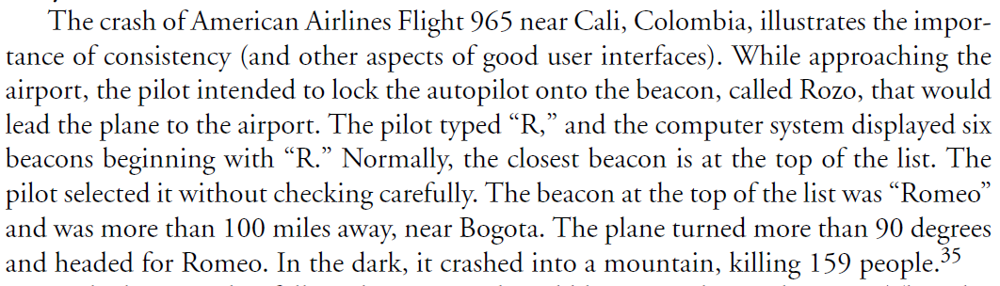 The crash of American Airlines Flight 965 near Cali, Colombia, illustrates the impor-
tance of consistency (and other aspects of good user interfaces). While approaching the
airport, the pilot intended to lock the autopilot onto the beacon, called Rozo, that would
lead the plane to the airport. The pilot typed “R,” and the computer system displayed six
beacons beginning with “R.” Normally, the closest beacon is at the top of the list. The
pilot selected it without checking carefully. The beacon at the top of the list was “Romeo”
and was more than 100 miles away, near Bogota. The plane turned more than 90 degrees
and headed for Romeo. In the dark, it crashed into a mountain, killing 159 people.35